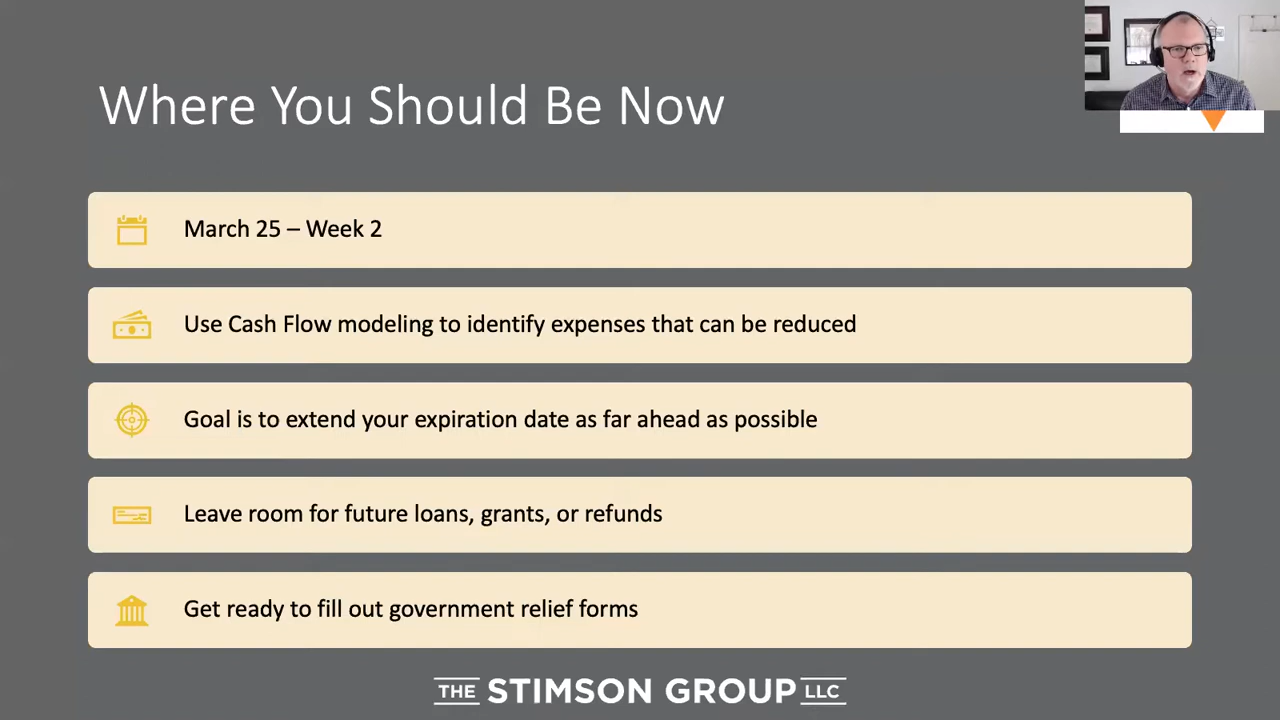 Where You Should Be Now
March 25 – Week 2
Use Cash Flow modeling to identify expenses that can be reduced
Goal is to extend your expiration date as far ahead as possible
Leave room for future loans, grants, or refunds
Get ready to fill out government relief forms
THE STIMSON GROUP LLC